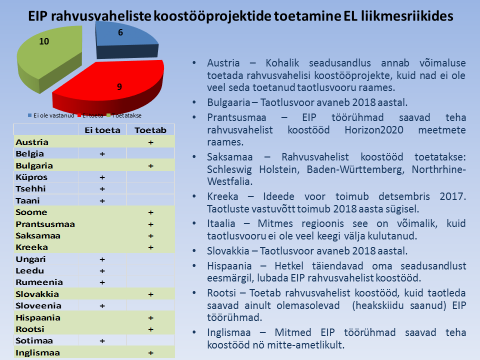 EIP rahvusvaheliste koostööprojektide toetamine EL liikmesriikides
6
10
9
Ei ole vastanud Ei toeta Toetatakse
Ei toeta Toetab
Austria +
Belgia +
Bulgaria +
Küpros +
Tsehhi +
Taani +
Soome +
Prantsusmaa +
Saksamaa +
Kreeka +
Ungari +
Leedu +
Rumeenia +
Slovakkia +
Sloveenia +
Hispaania +
Rootsi +
Sotimaa +
Inglismaa +
• Austria – Kohalik seadusandlus annab võimaluse
toetada rahvusvahelisi koostööprojekte, kuid nad ei ole
veel seda toetanud taotlusvooru raames.
• Bulgaaria – Taotlusvoor avaneb 2018 aastal.
• Prantsusmaa – EIP töörühmad saavad teha
rahvusvahelist koostööd Horizon2020 meetmete
raames.
• Saksamaa – Rahvusvahelist koostööd toetatakse:
Schleswig Holstein, Baden-Württemberg, Northrhine-
Westfalia.
• Kreeka – Ideede voor toimub detsembris 2017.
Taotluste vastuvõtt toimub 2018 aasta sügisel.
• Itaalia – Mitmes regioonis see on võimalik, kuid
taotlusvooru ei ole veel keegi välja kulutanud.
• Slovakkia – Taotlusvoor avaneb 2018 aastal.
• Hispaania – Hetkel täiendavad oma seadusandlust
eesmärgil, lubada EIP rahvusvahelist koostööd.
• Rootsi – Toetab rahvusvahelist koostööd, kuid taotleda
saavad ainult olemasolevad (heakskiidu saanud) EIP
töörühmad.
• Inglismaa – Mitmed EIP töörühmad saavad teha
koostööd nö mitte-ametlikult.